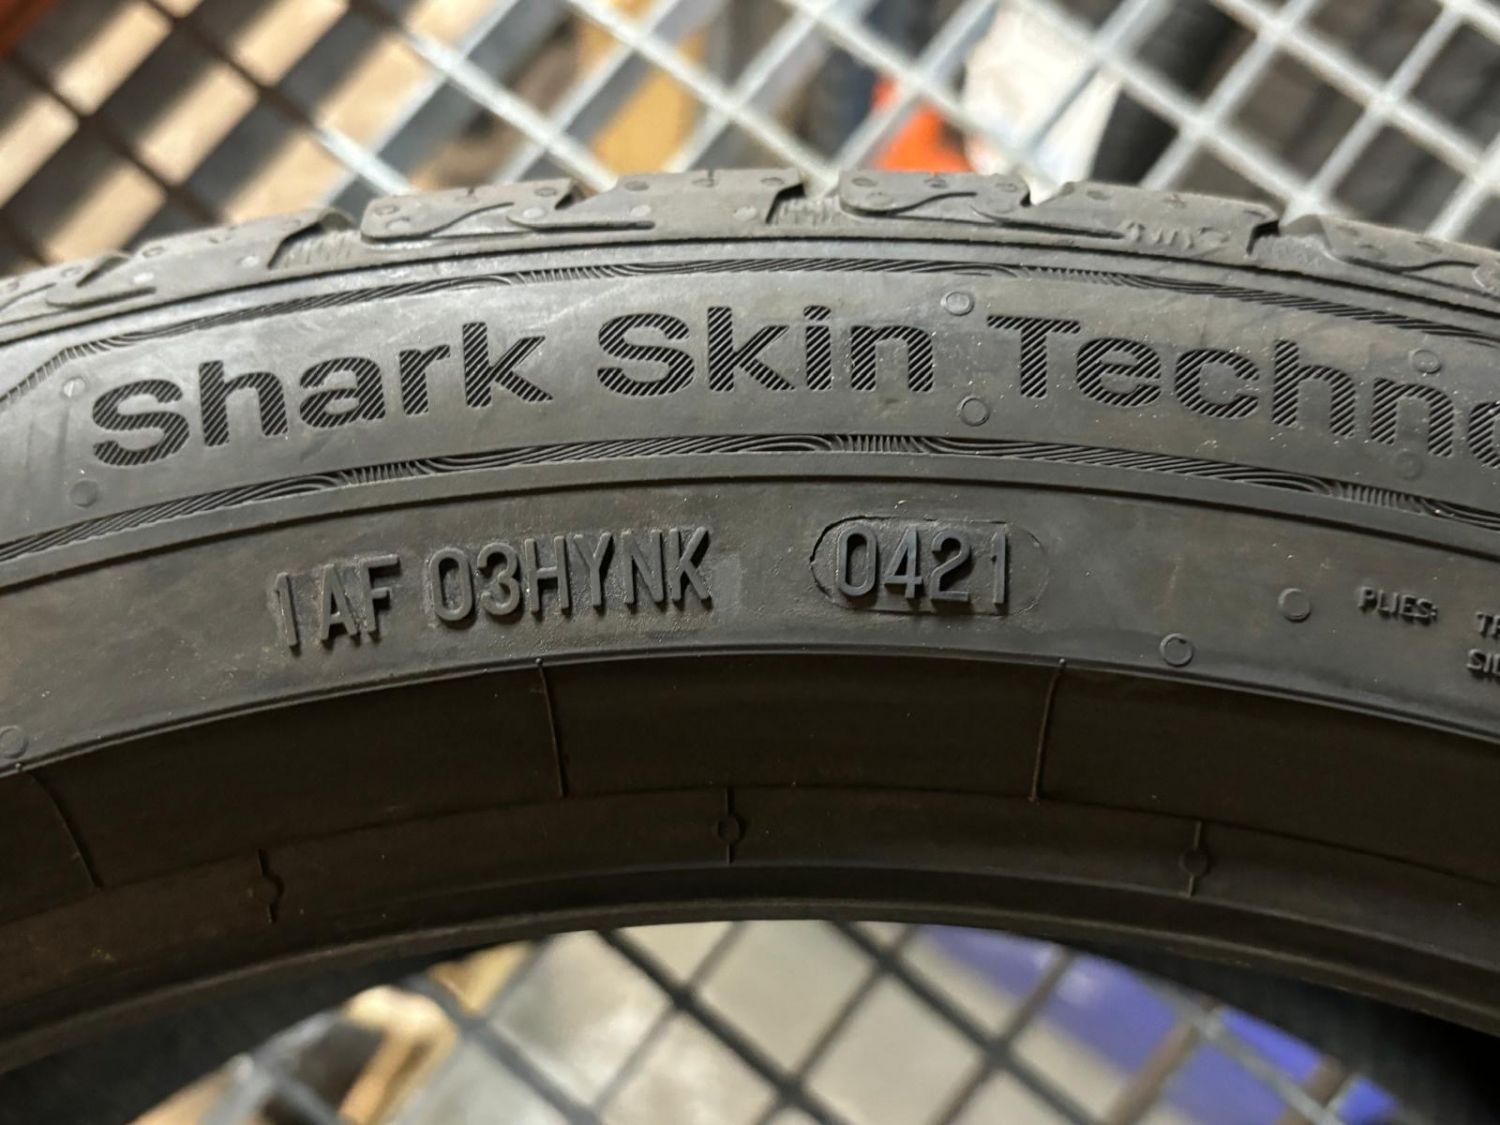 Shark Skin Techno
1AF 03HYNK 0421
PLIES: